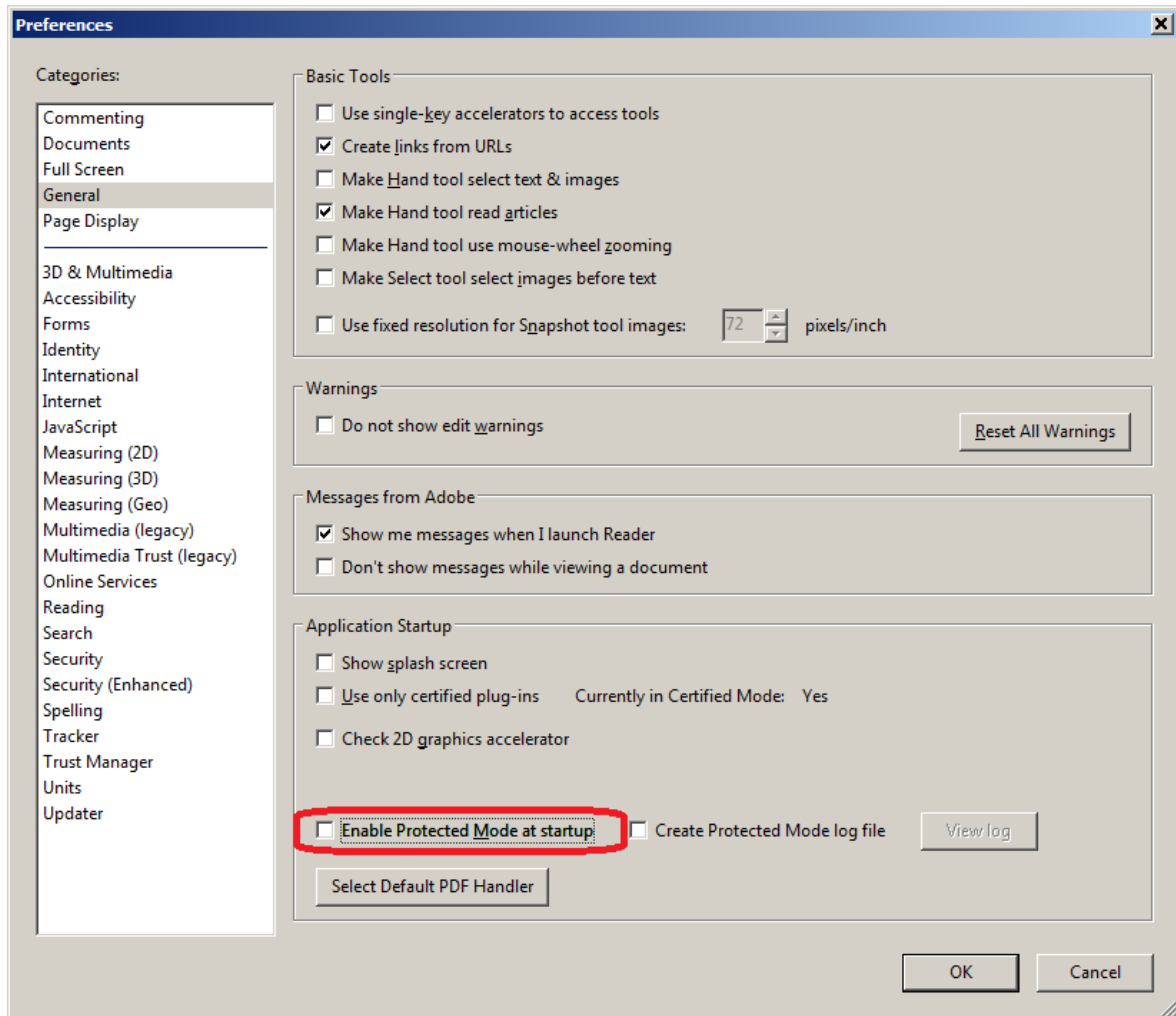 Preferences
Categories:
Commenting
Documents
Full Screen
General
Page Display
3D & Multimedia
Accessibility
Forms
Identity
International
Internet
JavaScript
Measuring (2D)
Measuring (3D)
Measuring (Geo)
Multimedia (legacy)
Multimedia Trust (legacy)
Online Services
Reading
Search
Security
Security (Enhanced)
Spelling
Tracker
Trust Manager
Units
Updater
Basic Tools
Use single-key accelerators to access tools
Create links from URLs
Make Hand tool select text & images
Make Hand tool read articles
Make Hand tool use mouse-wheel zooming
Make Select tool select images before text
Use fixed resolution for Snapshot tool images: 72 pixels/inch
Warnings
Do not show edit warnings
Reset All Warnings
Messages from Adobe
Show me messages when I launch Reader
Don't show messages while viewing a document
Application Startup
Show splash screen
Use only certified plug-ins Currently in Certified Mode: Yes
Check 2D graphics accelerator
Enable Protected Mode at startup Create Protected Mode log file View log
Select Default PDF Handler
OK Cancel